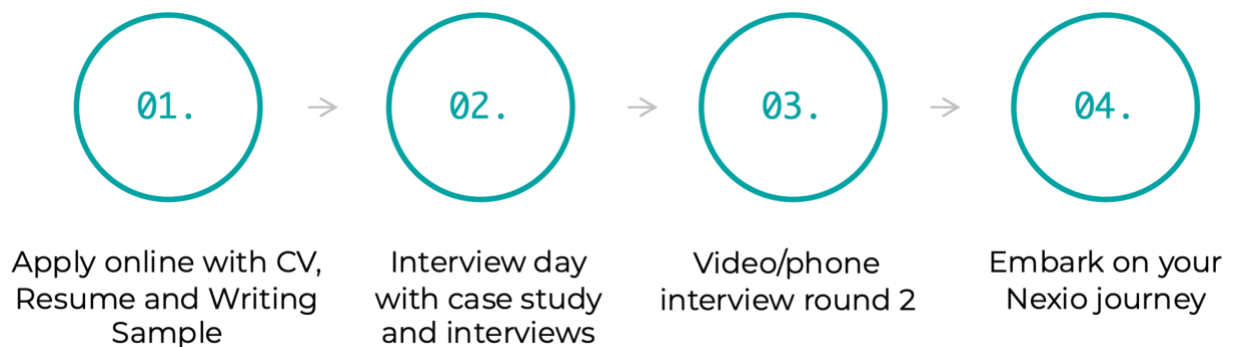 01.
02.
03.
04.
Apply online with CV,
Resume and Writing
Sample
Interview day
with case study
and interviews
Video/phone
interview round 2
Embark on your
Nexio journey